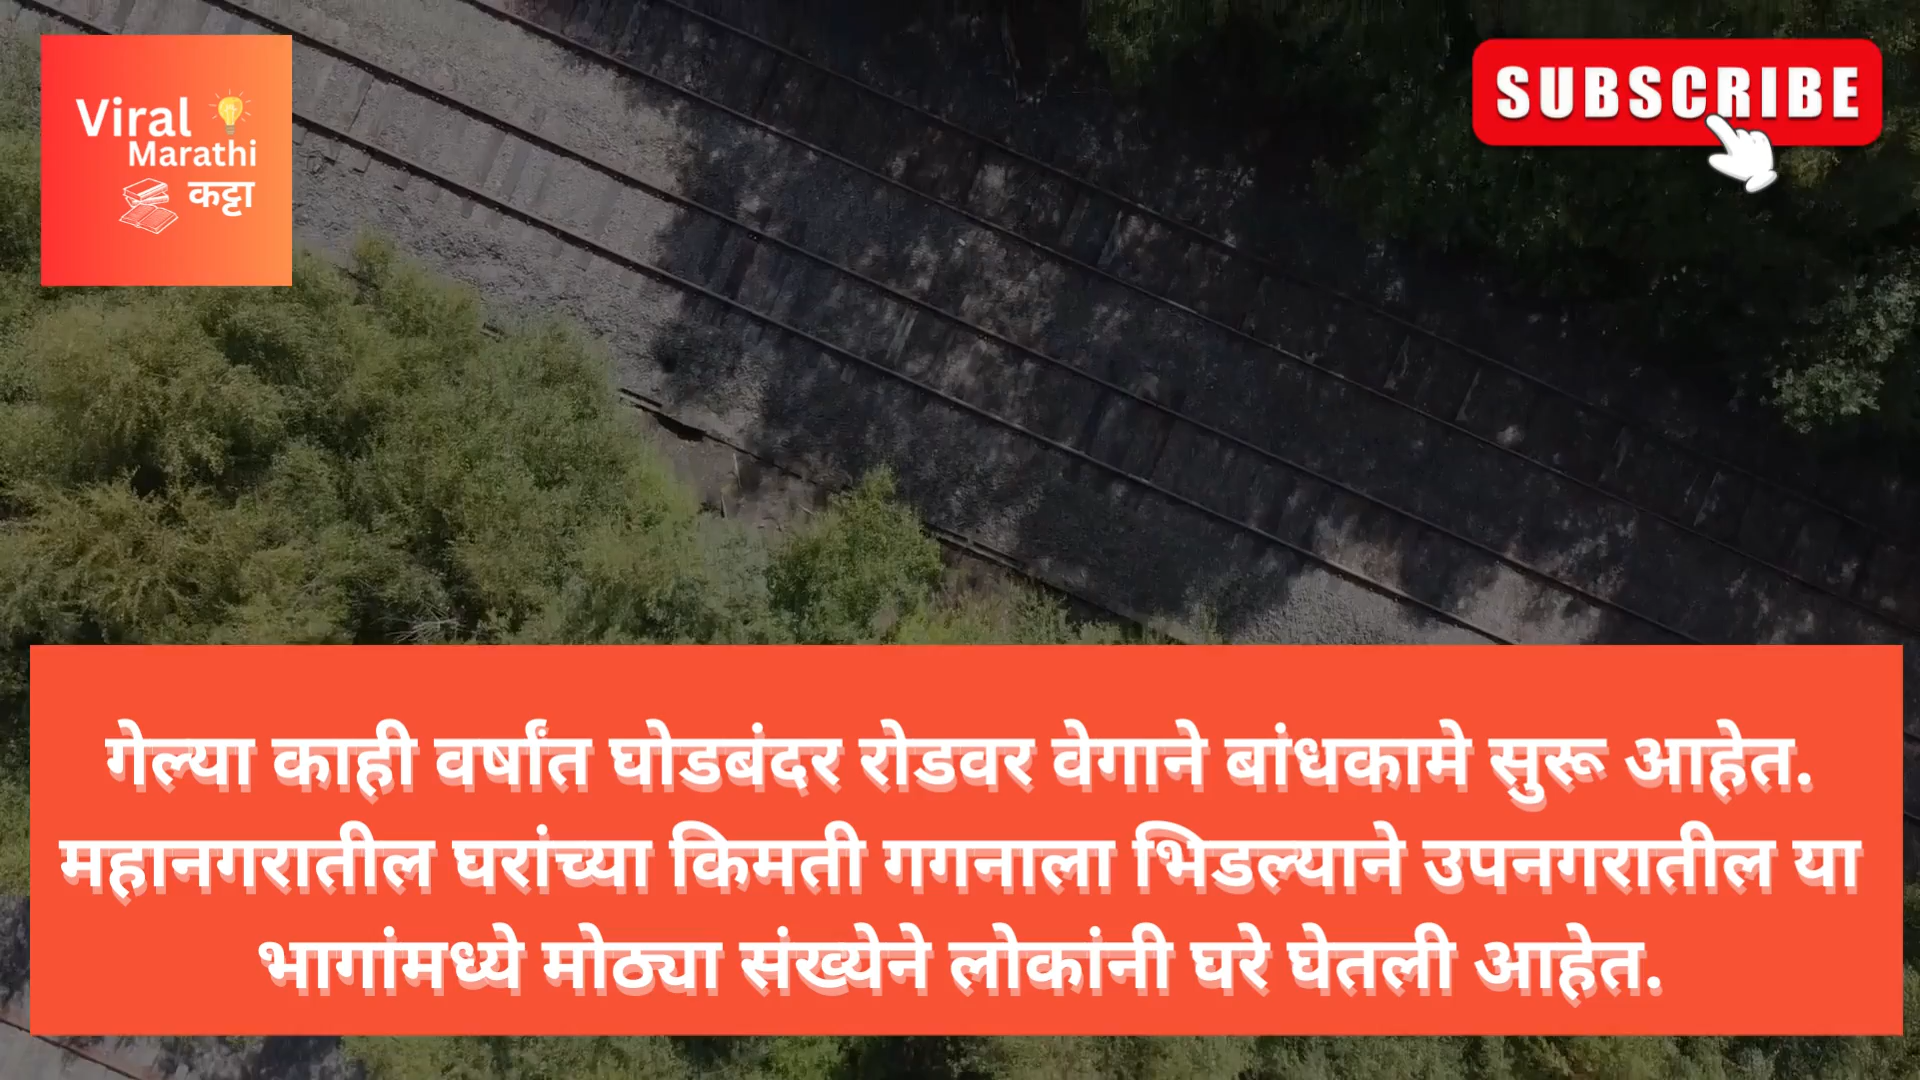 Viral
Marathi
कट्टा
SUBSCRIBE
गेल्या काही वर्षांत घोडबंदर रोडवर वेगाने बांधकामे सुरू आहेत.
महानगरातील घरांच्या किमती गगनाला भिडल्याने उपनगरातील या
भागांमध्ये मोठ्या संख्येने लोकांनी घरे घेतली आहेत.